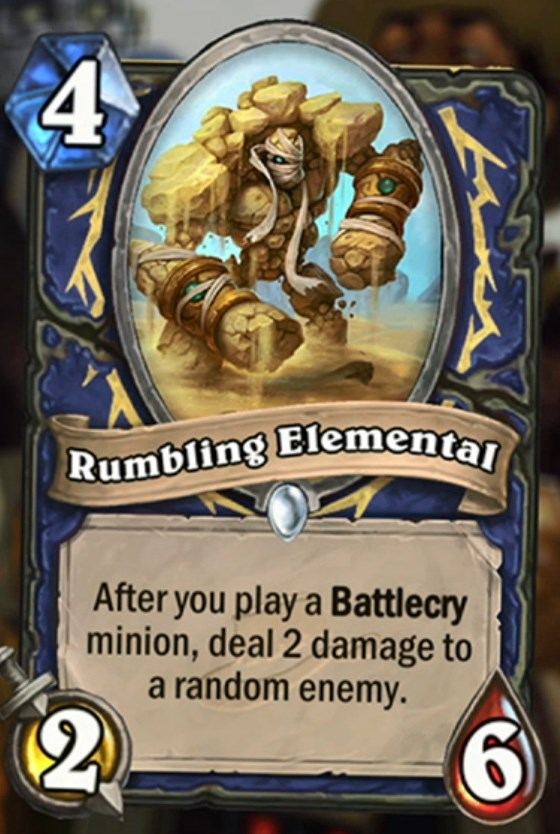 4
Rumbling Elemental
After you play a Battlecry
minion, deal 2 damage to
a random enemy.
2
6